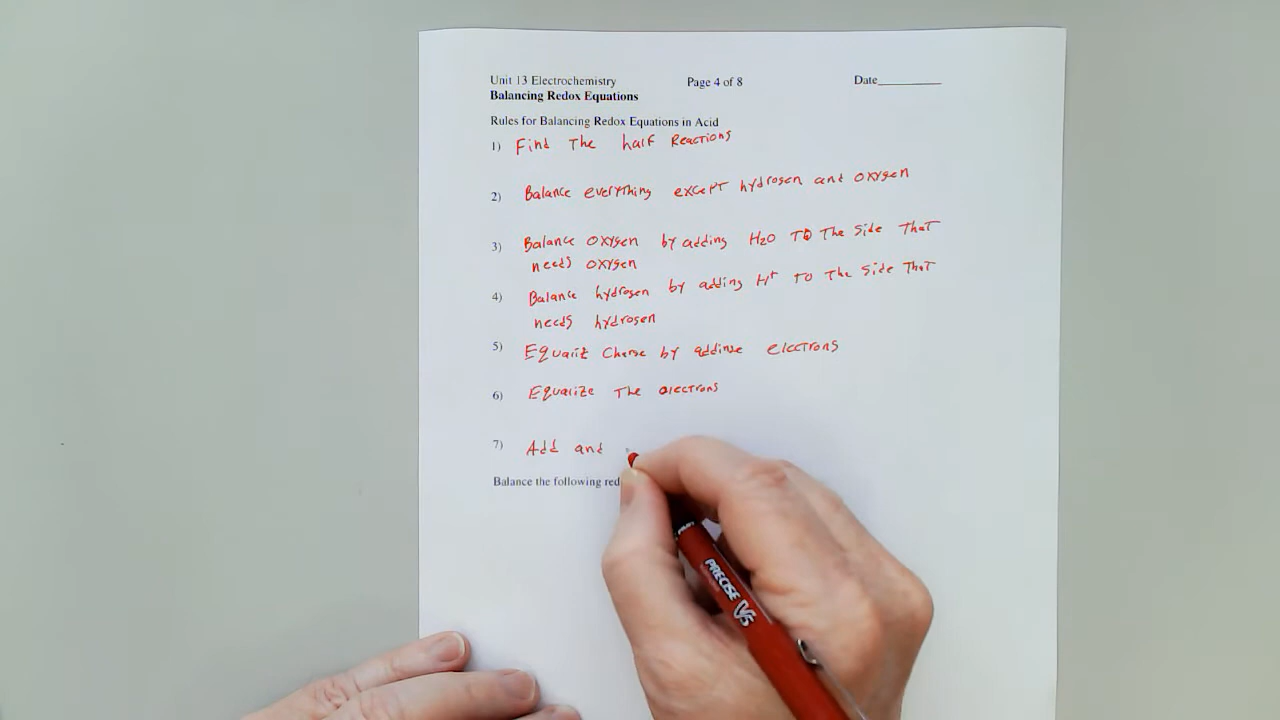 Unit 13 Electrochemistry Page 4 of 8 Date__________
Balancing Redox Equations
Rules for Balancing Redox Equations in Acid
1) Find The half Reactions
2) Balance everything except hydrogen and oxygen
3) Balance oxygen by adding H2O TO The side That
needs oxygen
4) Balance hydrogen by adding H+ TO The side That
needs hydrogen
5) Equaliz Charge by adding electrons
6) Equalize The electrons
7) Add and
Balance the following red
PRECISE V5